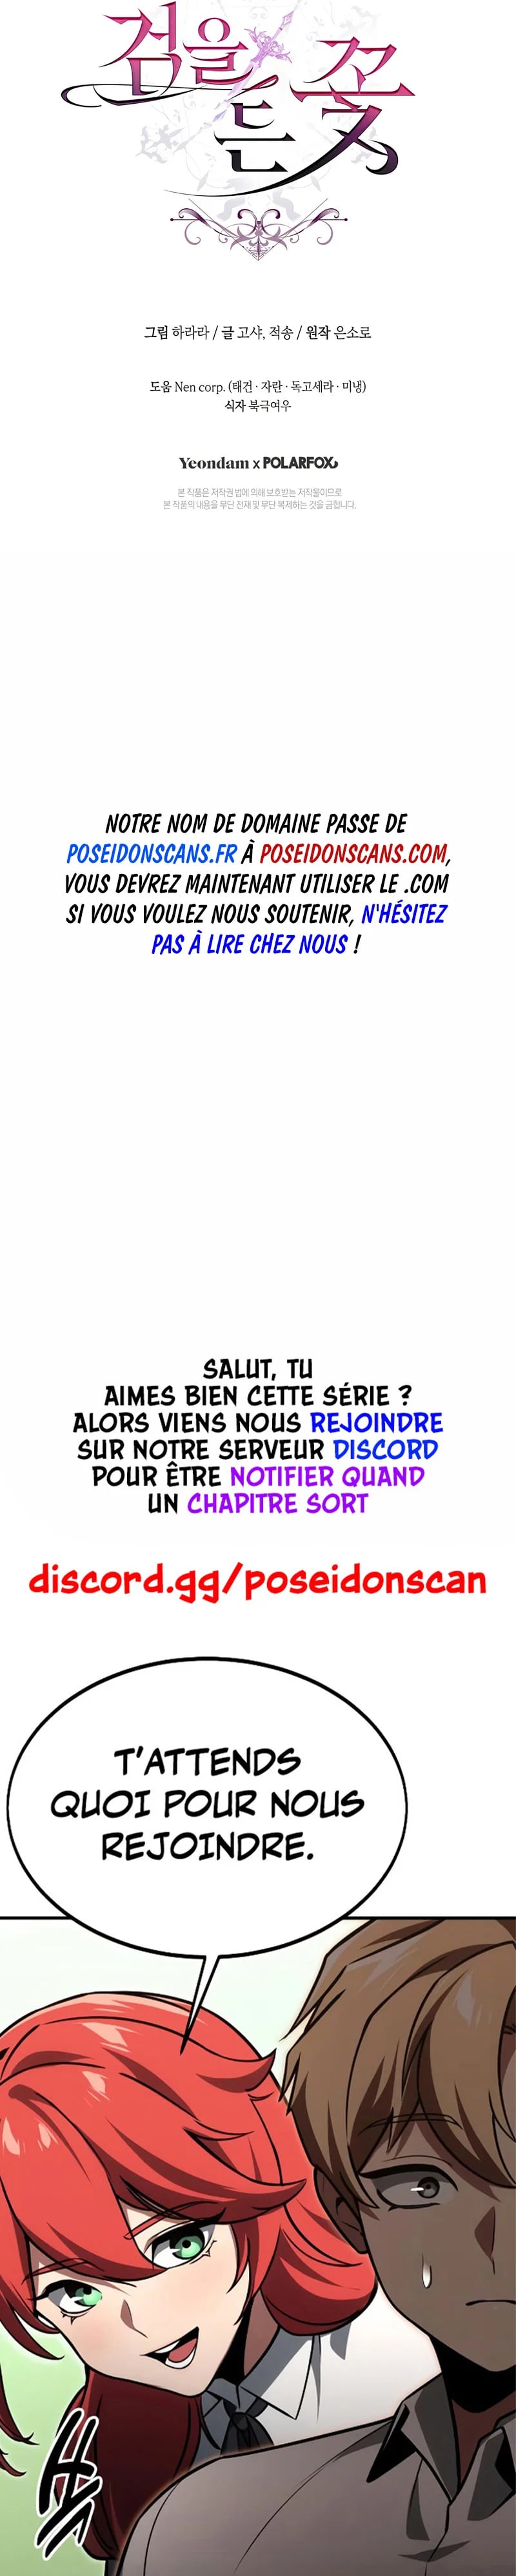 검을
든 꽃
그림 하라라 / 글 고샤, 적송 / 원작 은소로
도움 Nen corp. (태건 · 자란 · 독고세라 · 미냉)
식자 북극여우
Yeondam x POLARFOX
본 작품은 저작권 법에 의해 보호받는 저작물이므로
본 작품의 내용을 무단 전재 및 무단 복제하는 것을 금합니다.
NOTRE NOM DE DOMAINE PASSE DE
POSEIDONSCANS.FR À POSEIDONSCANS.COM,
VOUS DEVREZ MAINTENANT UTILISER LE .COM
SI VOUS VOULEZ NOUS SOUTENIR, N'HÉSITEZ
PAS À LIRE CHEZ NOUS !
SALUT, TU
AIMES BIEN CETTE SÉRIE ?
ALORS VIENS NOUS REJOINDRE
SUR NOTRE SERVEUR DISCORD
POUR ÊTRE NOTIFIER QUAND
UN CHAPITRE SORT
discord.gg/poseidonscan
T'ATTENDS
QUOI POUR NOUS
REJOINDRE.